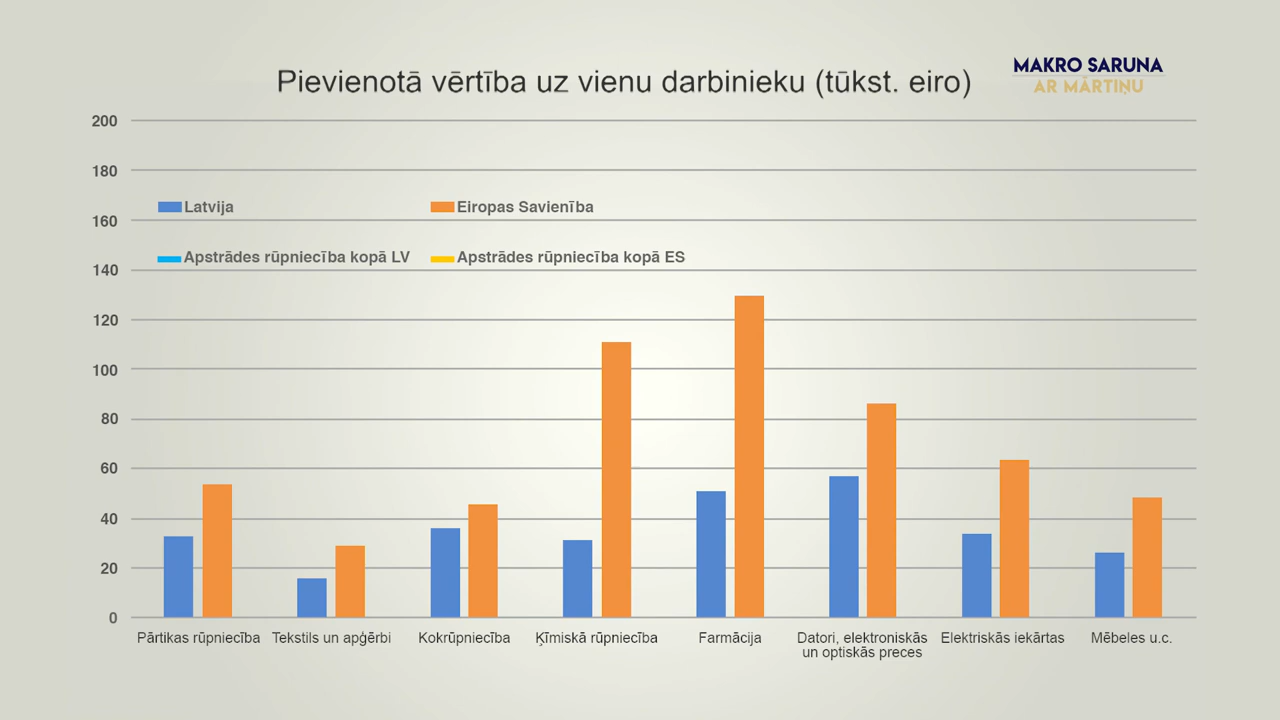 Pievienotā vērtība uz vienu darbinieku (tūkst. eiro)
MAKRO SARUNA
AR MĀRTIŅU
200
180
160
140
120
100
80
60
40
20
0
Latvija
Eiropas Savienība
Apstrādes rūpniecība kopā LV
Apstrādes rūpniecība kopā ES
Pārtikas rūpniecība
Tekstils un apģērbi
Kokrūpniecība
Ķīmiskā rūpniecība
Farmācija
Datori, elektroniskās
un optiskās preces
Elektriskās iekārtas
Mēbeles u.c.